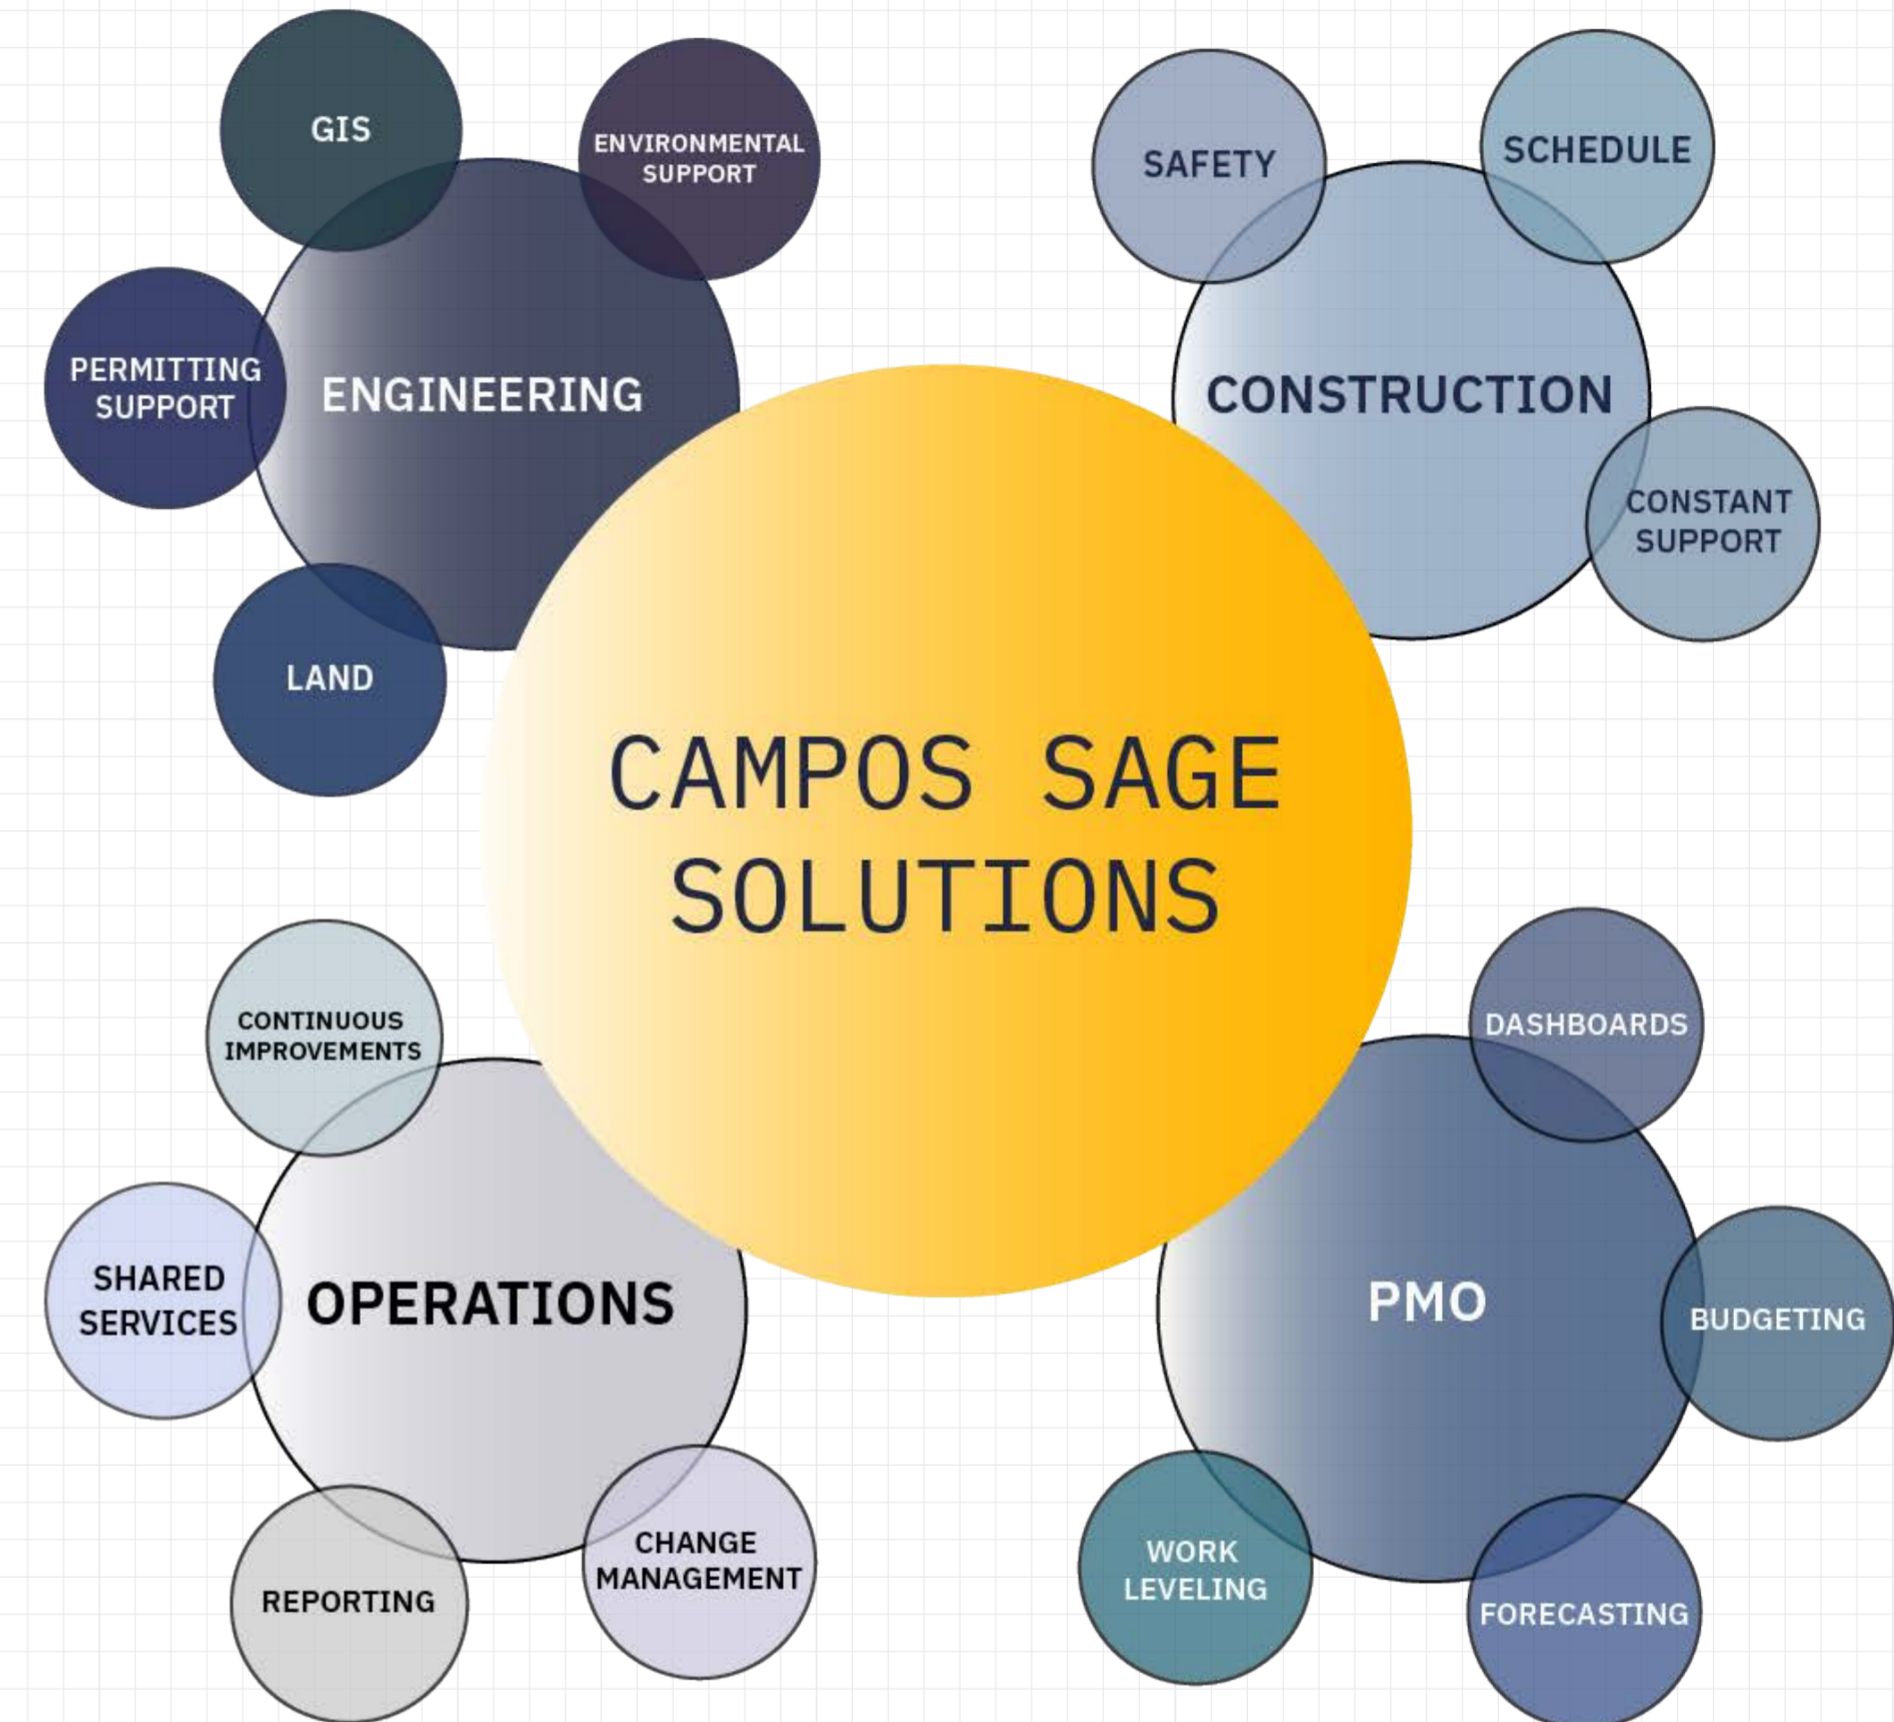 GIS
ENVIRONMENTAL
SUPPORT
PERMITTING
SUPPORT
ENGINEERING
LAND
SAFETY
SCHEDULE
CONSTRUCTION
CONSTANT
SUPPORT
CAMPOS SAGE
SOLUTIONS
CONTINUOUS
IMPROVEMENTS
SHARED
SERVICES
OPERATIONS
REPORTING
CHANGE
MANAGEMENT
DASHBOARDS
PMO
BUDGETING
WORK
LEVELING
FORECASTING